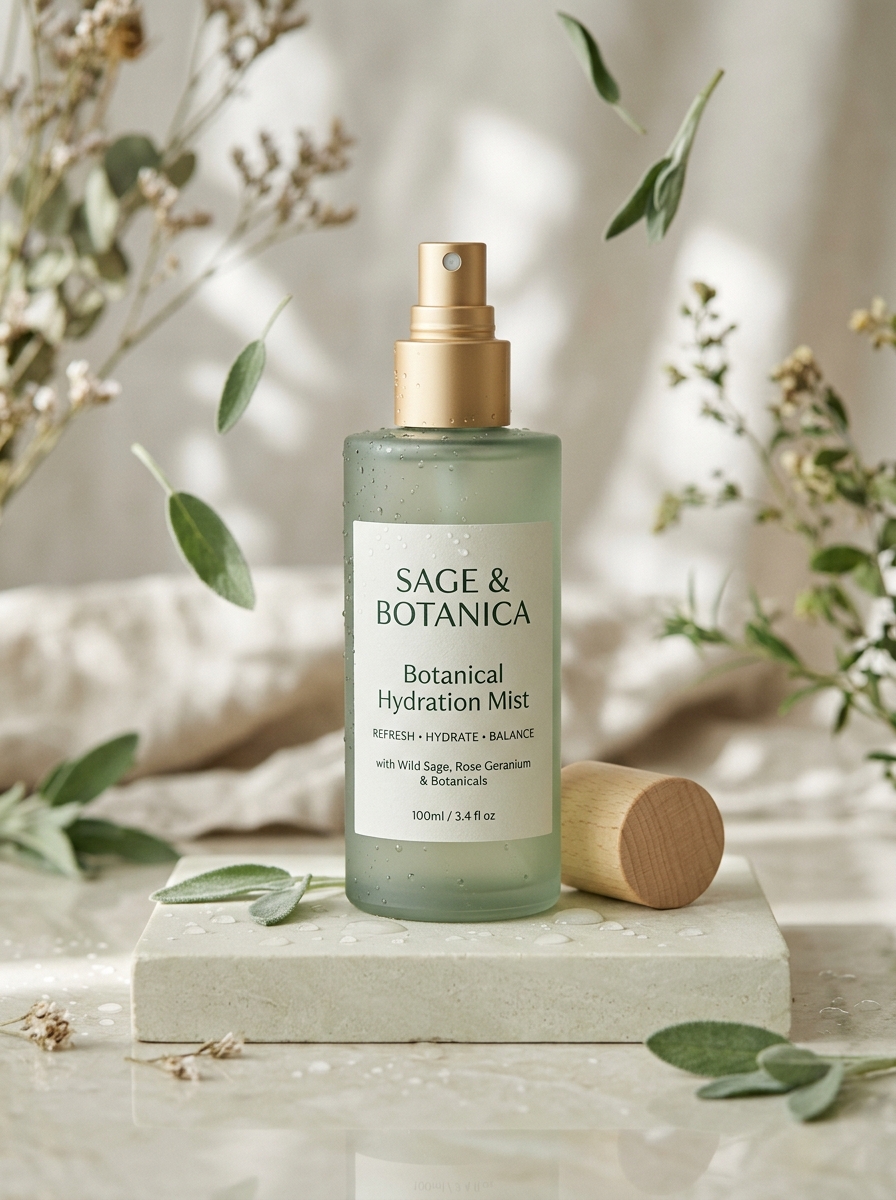 SAGE &
BOTANICA
Botanical
Hydration Mist
REFRESH • HYDRATE • BALANCE
with Wild Sage, Rose Geranium
& Botanicals
100ml / 3.4 fl oz